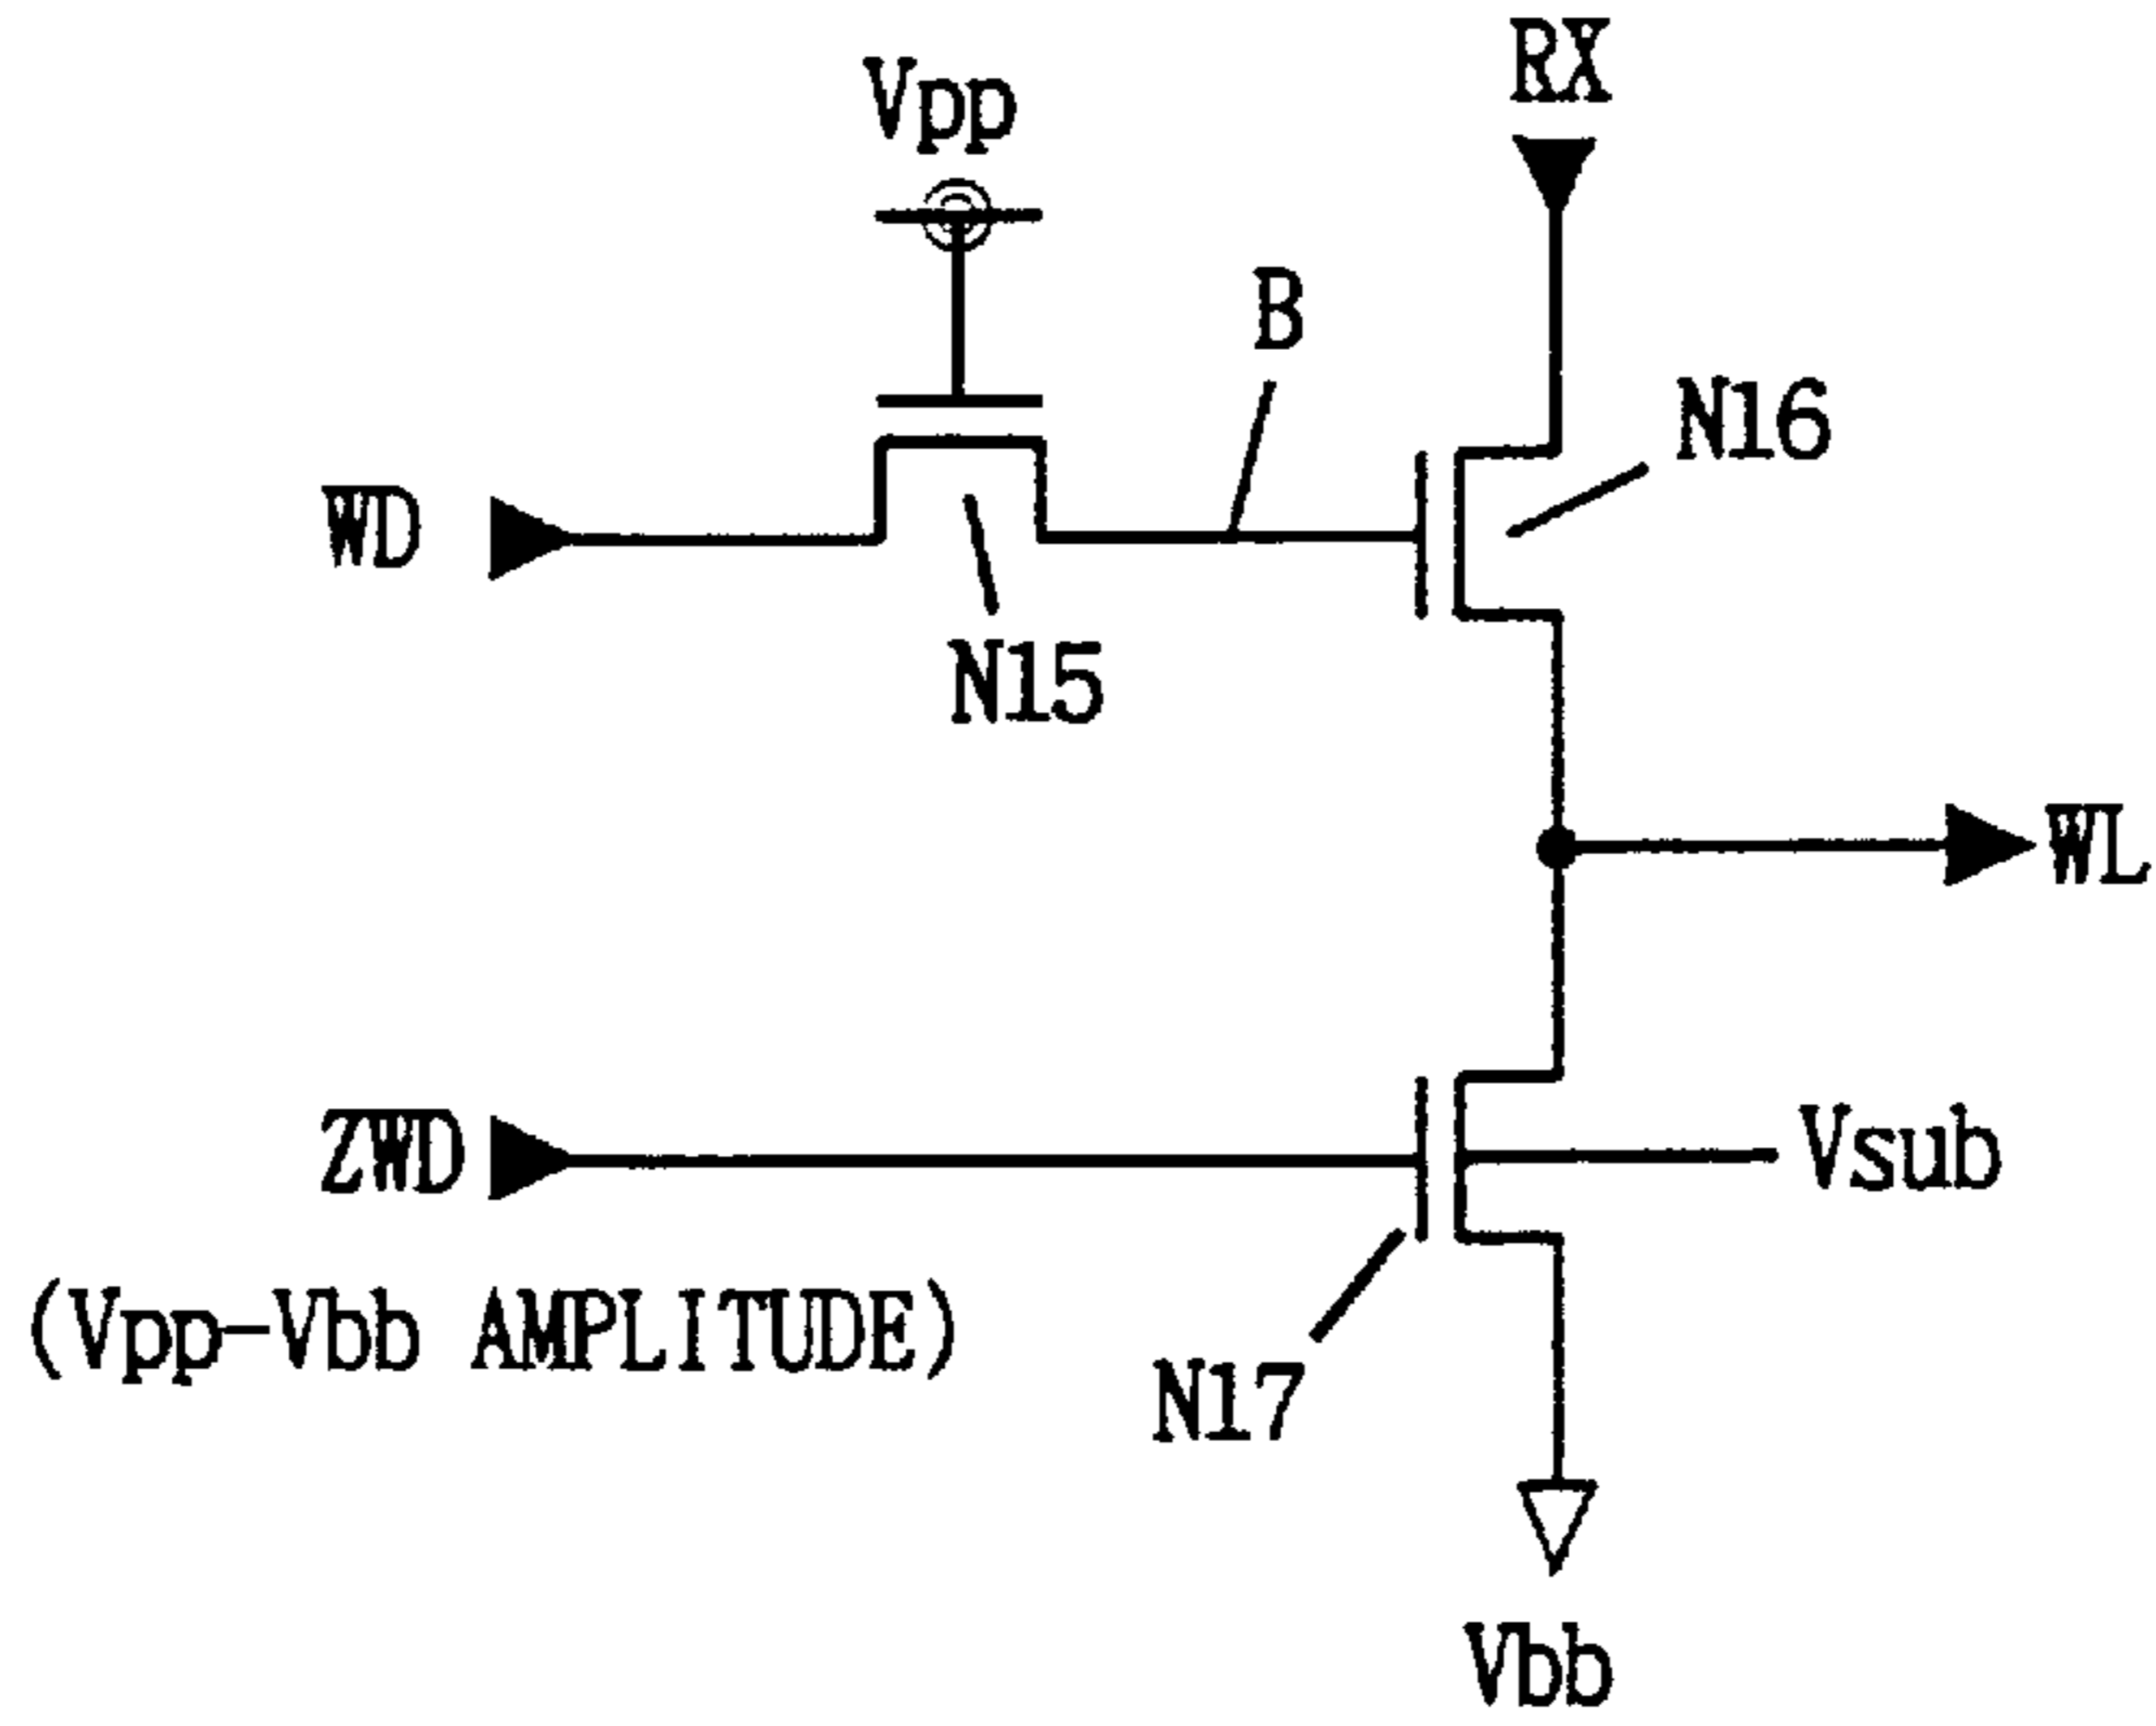 RX
Vpp
B
N16
WD
N15
WL
ZWD
Vsub
(Vpp-Vbb AMPLITUDE)
N17
Vbb